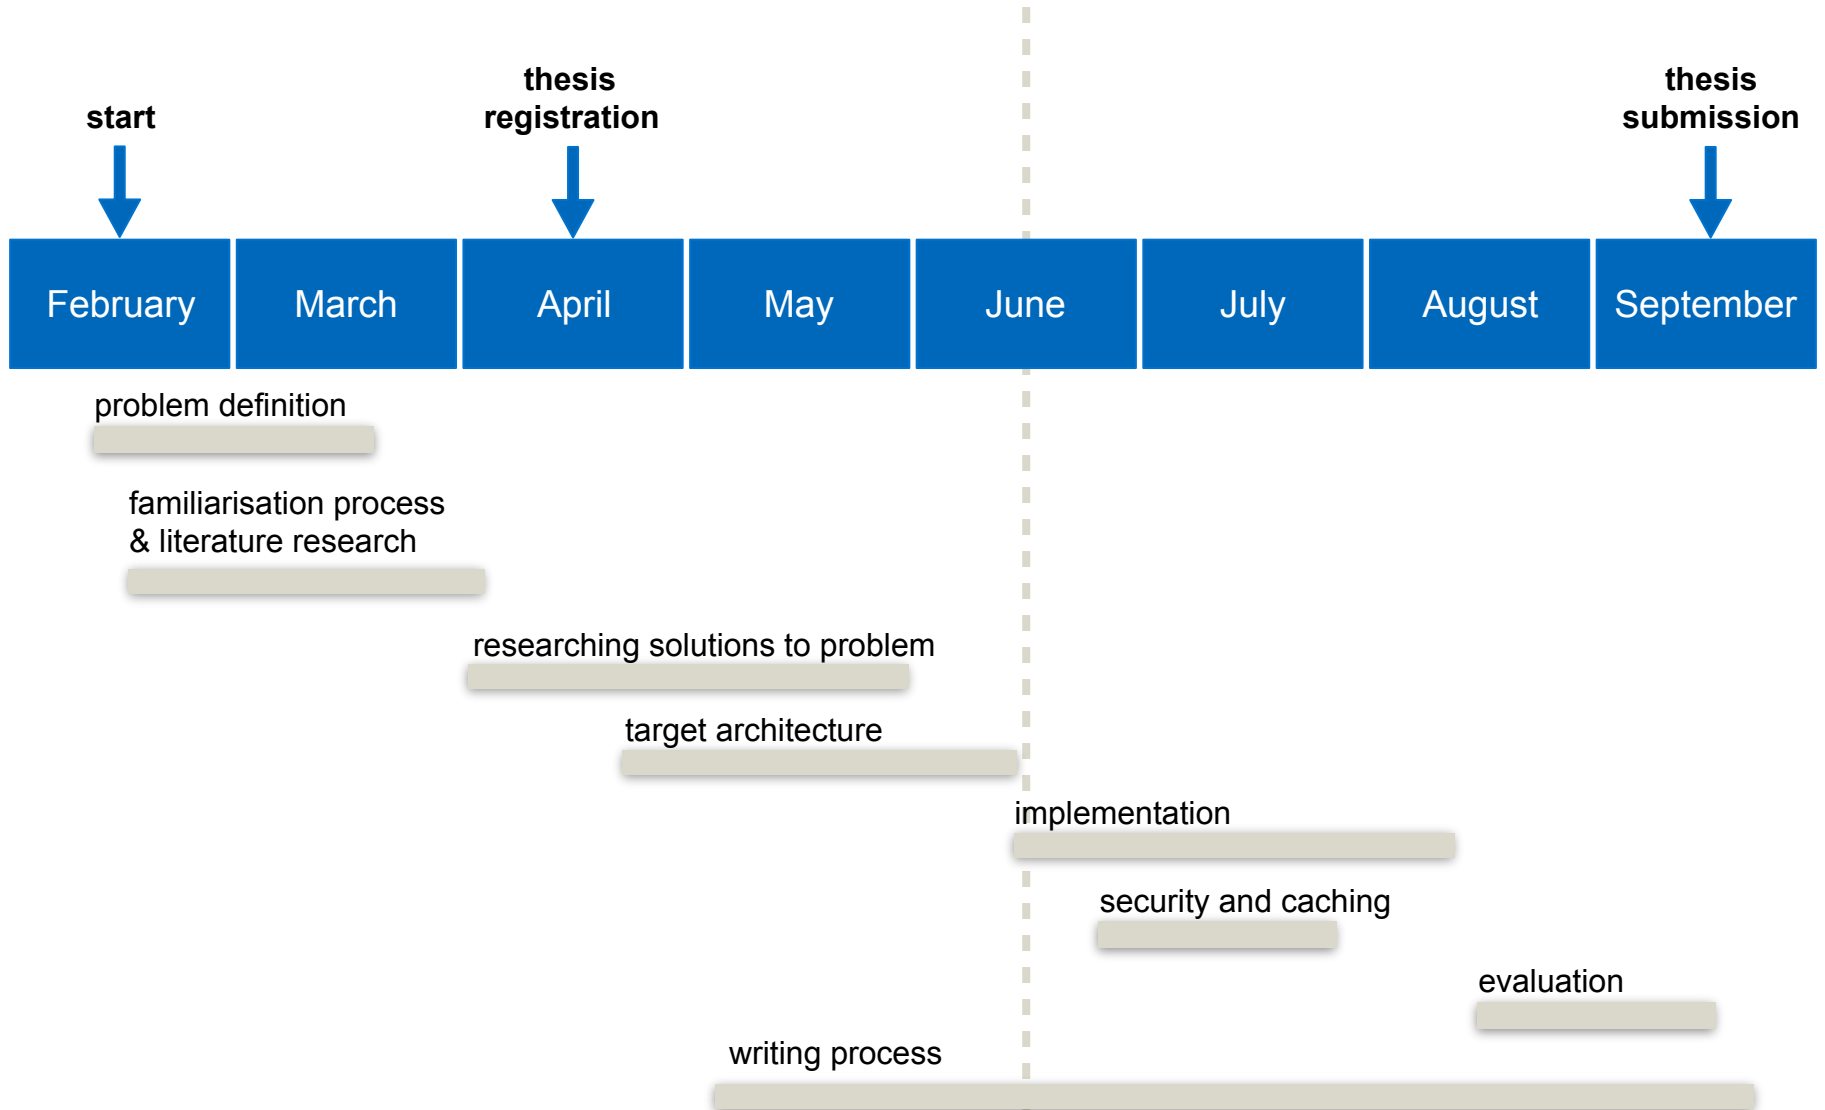 start
thesis
registration
thesis
submission
February
March
April
May
June
July
August
September
problem definition
familiarisation process
& literature research
researching solutions to problem
target architecture
implementation
security and caching
evaluation
writing process